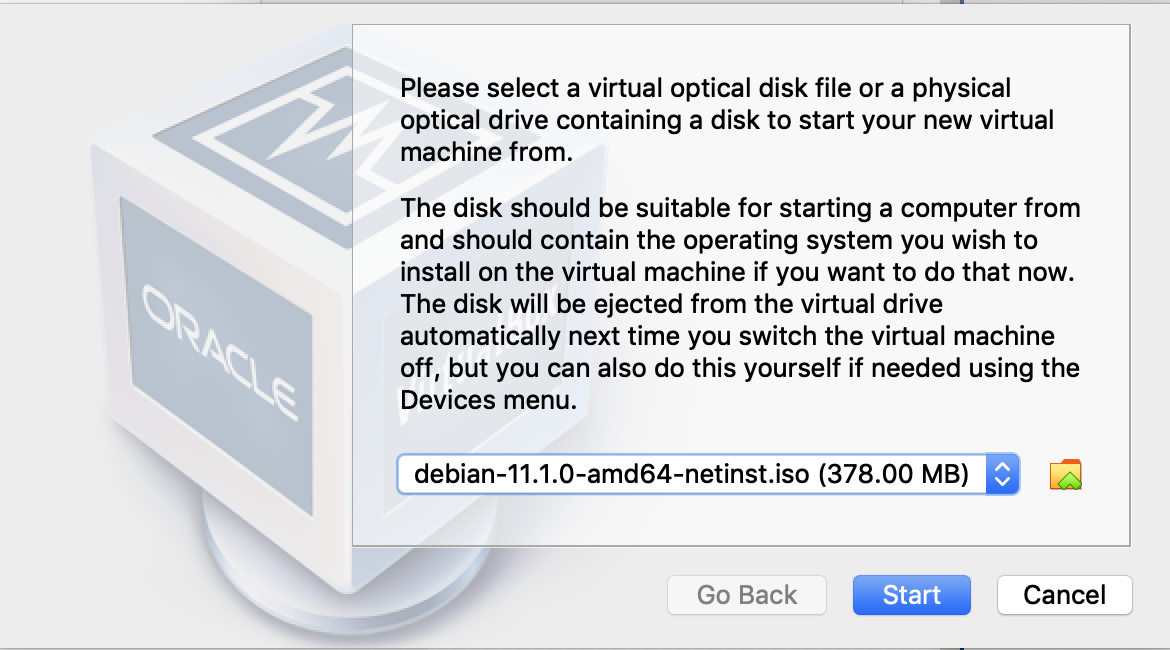 Please select a virtual optical disk file or a physical
optical drive containing a disk to start your new virtual
machine from.
The disk should be suitable for starting a computer from
and should contain the operating system you wish to
install on the virtual machine if you want to do that now.
The disk will be ejected from the virtual drive
automatically next time you switch the virtual machine
off, but you can also do this yourself if needed using the
Devices menu.
ORACLE
VirtualBox
debian-11.1.0-amd64-netinst.iso (378.00 MB)
Go Back
Start
Cancel